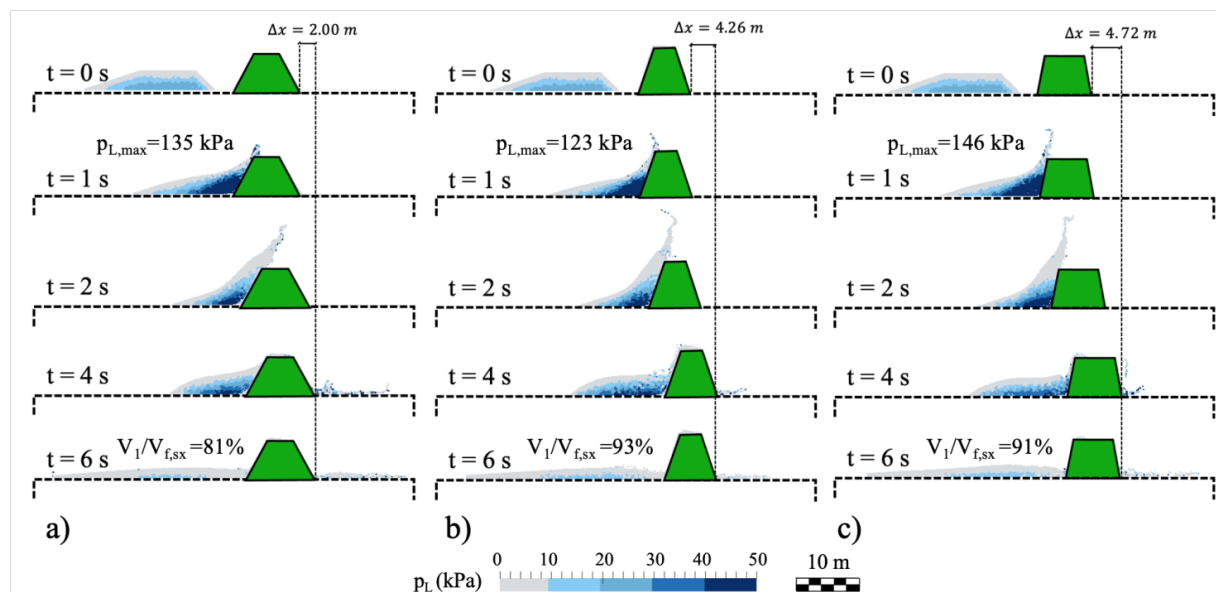 Δx = 2.00 m
t = 0 s
p_L,max=135 kPa
t = 1 s
t = 2 s
t = 4 s
t = 6 s
V_1/V_f,sx =81%
a)
Δx = 4.26 m
t = 0 s
p_L,max=123 kPa
t = 1 s
t = 2 s
t = 4 s
t = 6 s
V_1/V_f,sx =93%
b)
Δx = 4.72 m
t = 0 s
p_L,max=146 kPa
t = 1 s
t = 2 s
t = 4 s
t = 6 s
V_1/V_f,sx =91%
c)
0 10 20 30 40 50
p_L (kPa)
10 m